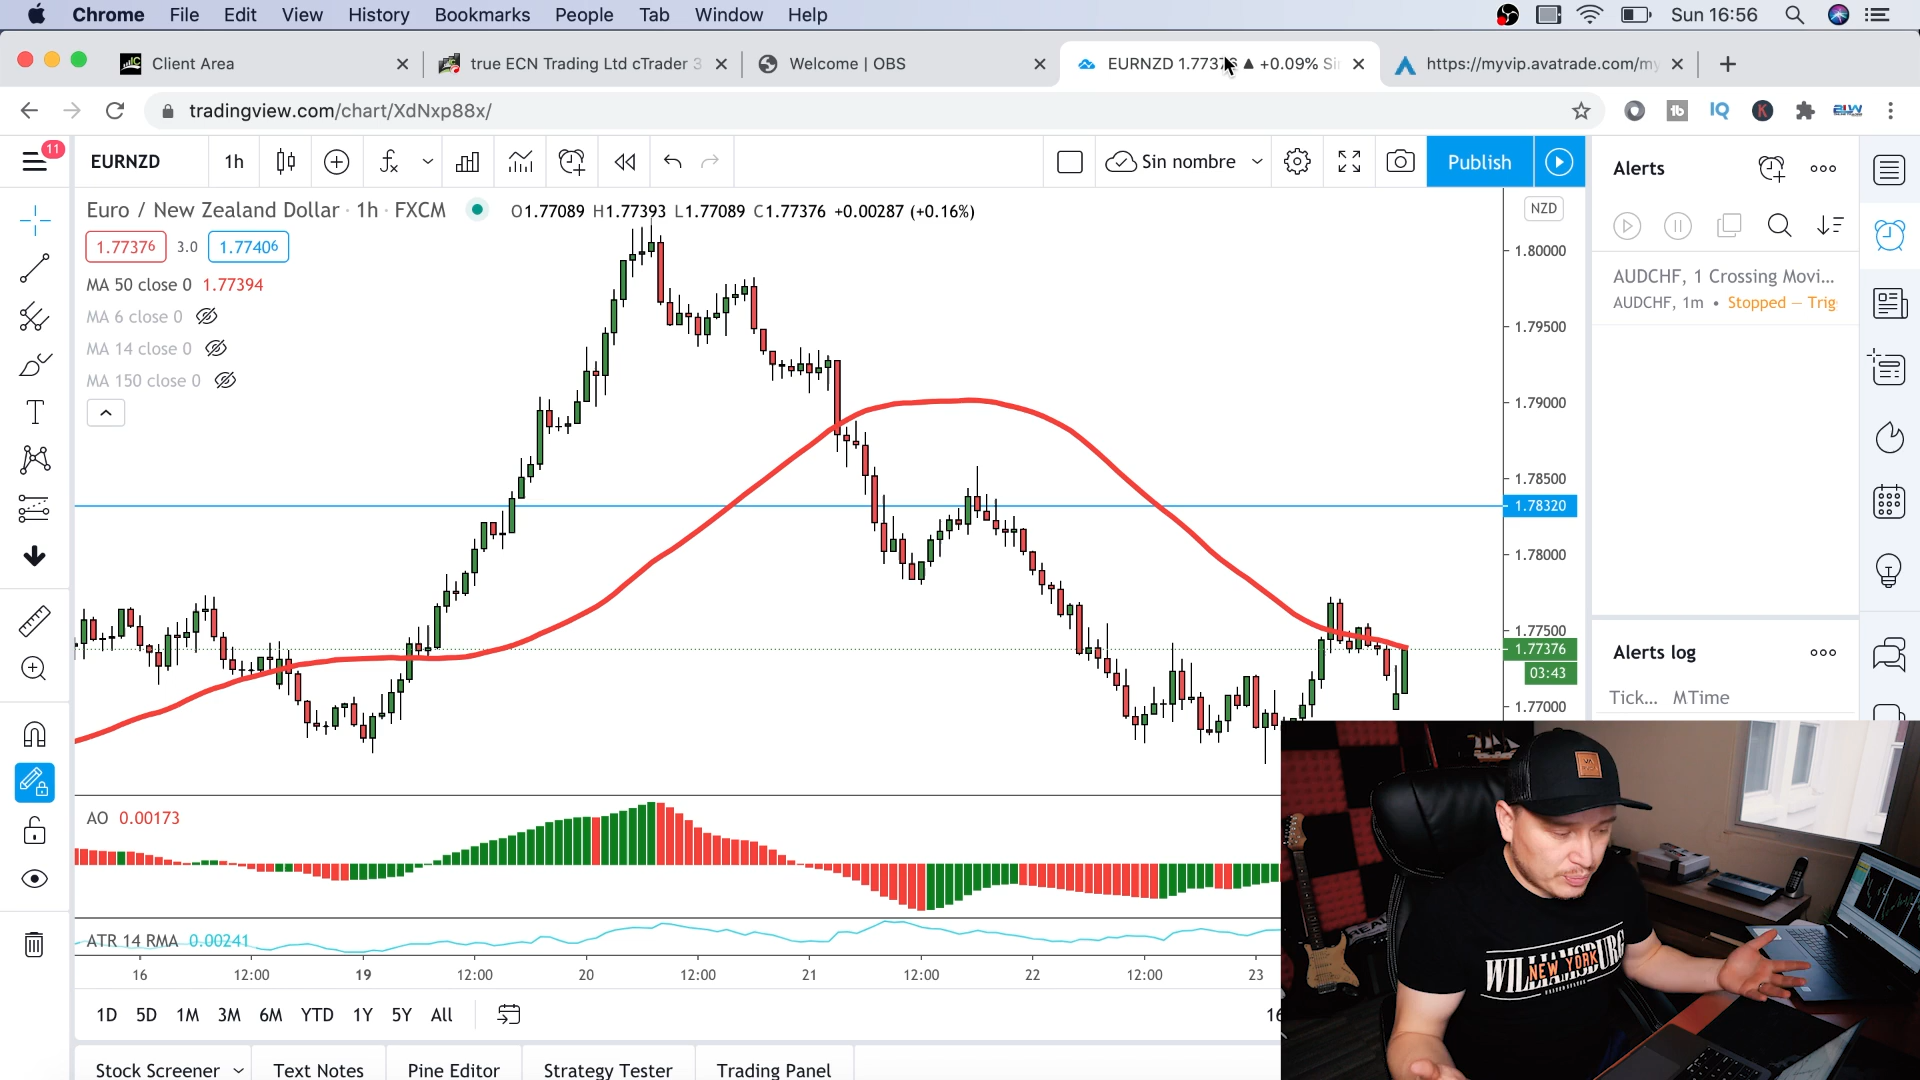 Chrome File Edit View History Bookmarks People Tab Window Help Sun 16:56
Client Area true ECN Trading Ltd cTrader 3 Welcome | OBS EURNZD 1.77376 ▲ +0.09% Si https://myvip.avatrade.com/my
tradingview.com/chart/XdNxp88x/
11
EURNZD 1h Sin nombre Publish Alerts
Euro / New Zealand Dollar · 1h · FXCM O1.77089 H1.77393 L1.77089 C1.77376 +0.00287 (+0.16%) NZD
1.77376 3.0 1.77406
MA 50 close 0 1.77394
MA 6 close 0
MA 14 close 0
MA 150 close 0
1.80000
1.79500
1.79000
1.78500
1.78320
1.78000
1.77500
1.77376
03:43
1.77000
AUDCHF, 1 Crossing Movi...
AUDCHF, 1m • Stopped — Trig
Alerts log
Tick... MTime
AO 0.00173
ATR 14 RMA 0.00241
16 12:00 19 12:00 20 12:00 21 12:00 22 12:00 23
1D 5D 1M 3M 6M YTD 1Y 5Y All 16
Stock Screener Text Notes Pine Editor Strategy Tester Trading Panel
WILLIAMSBURG
NEW YORK